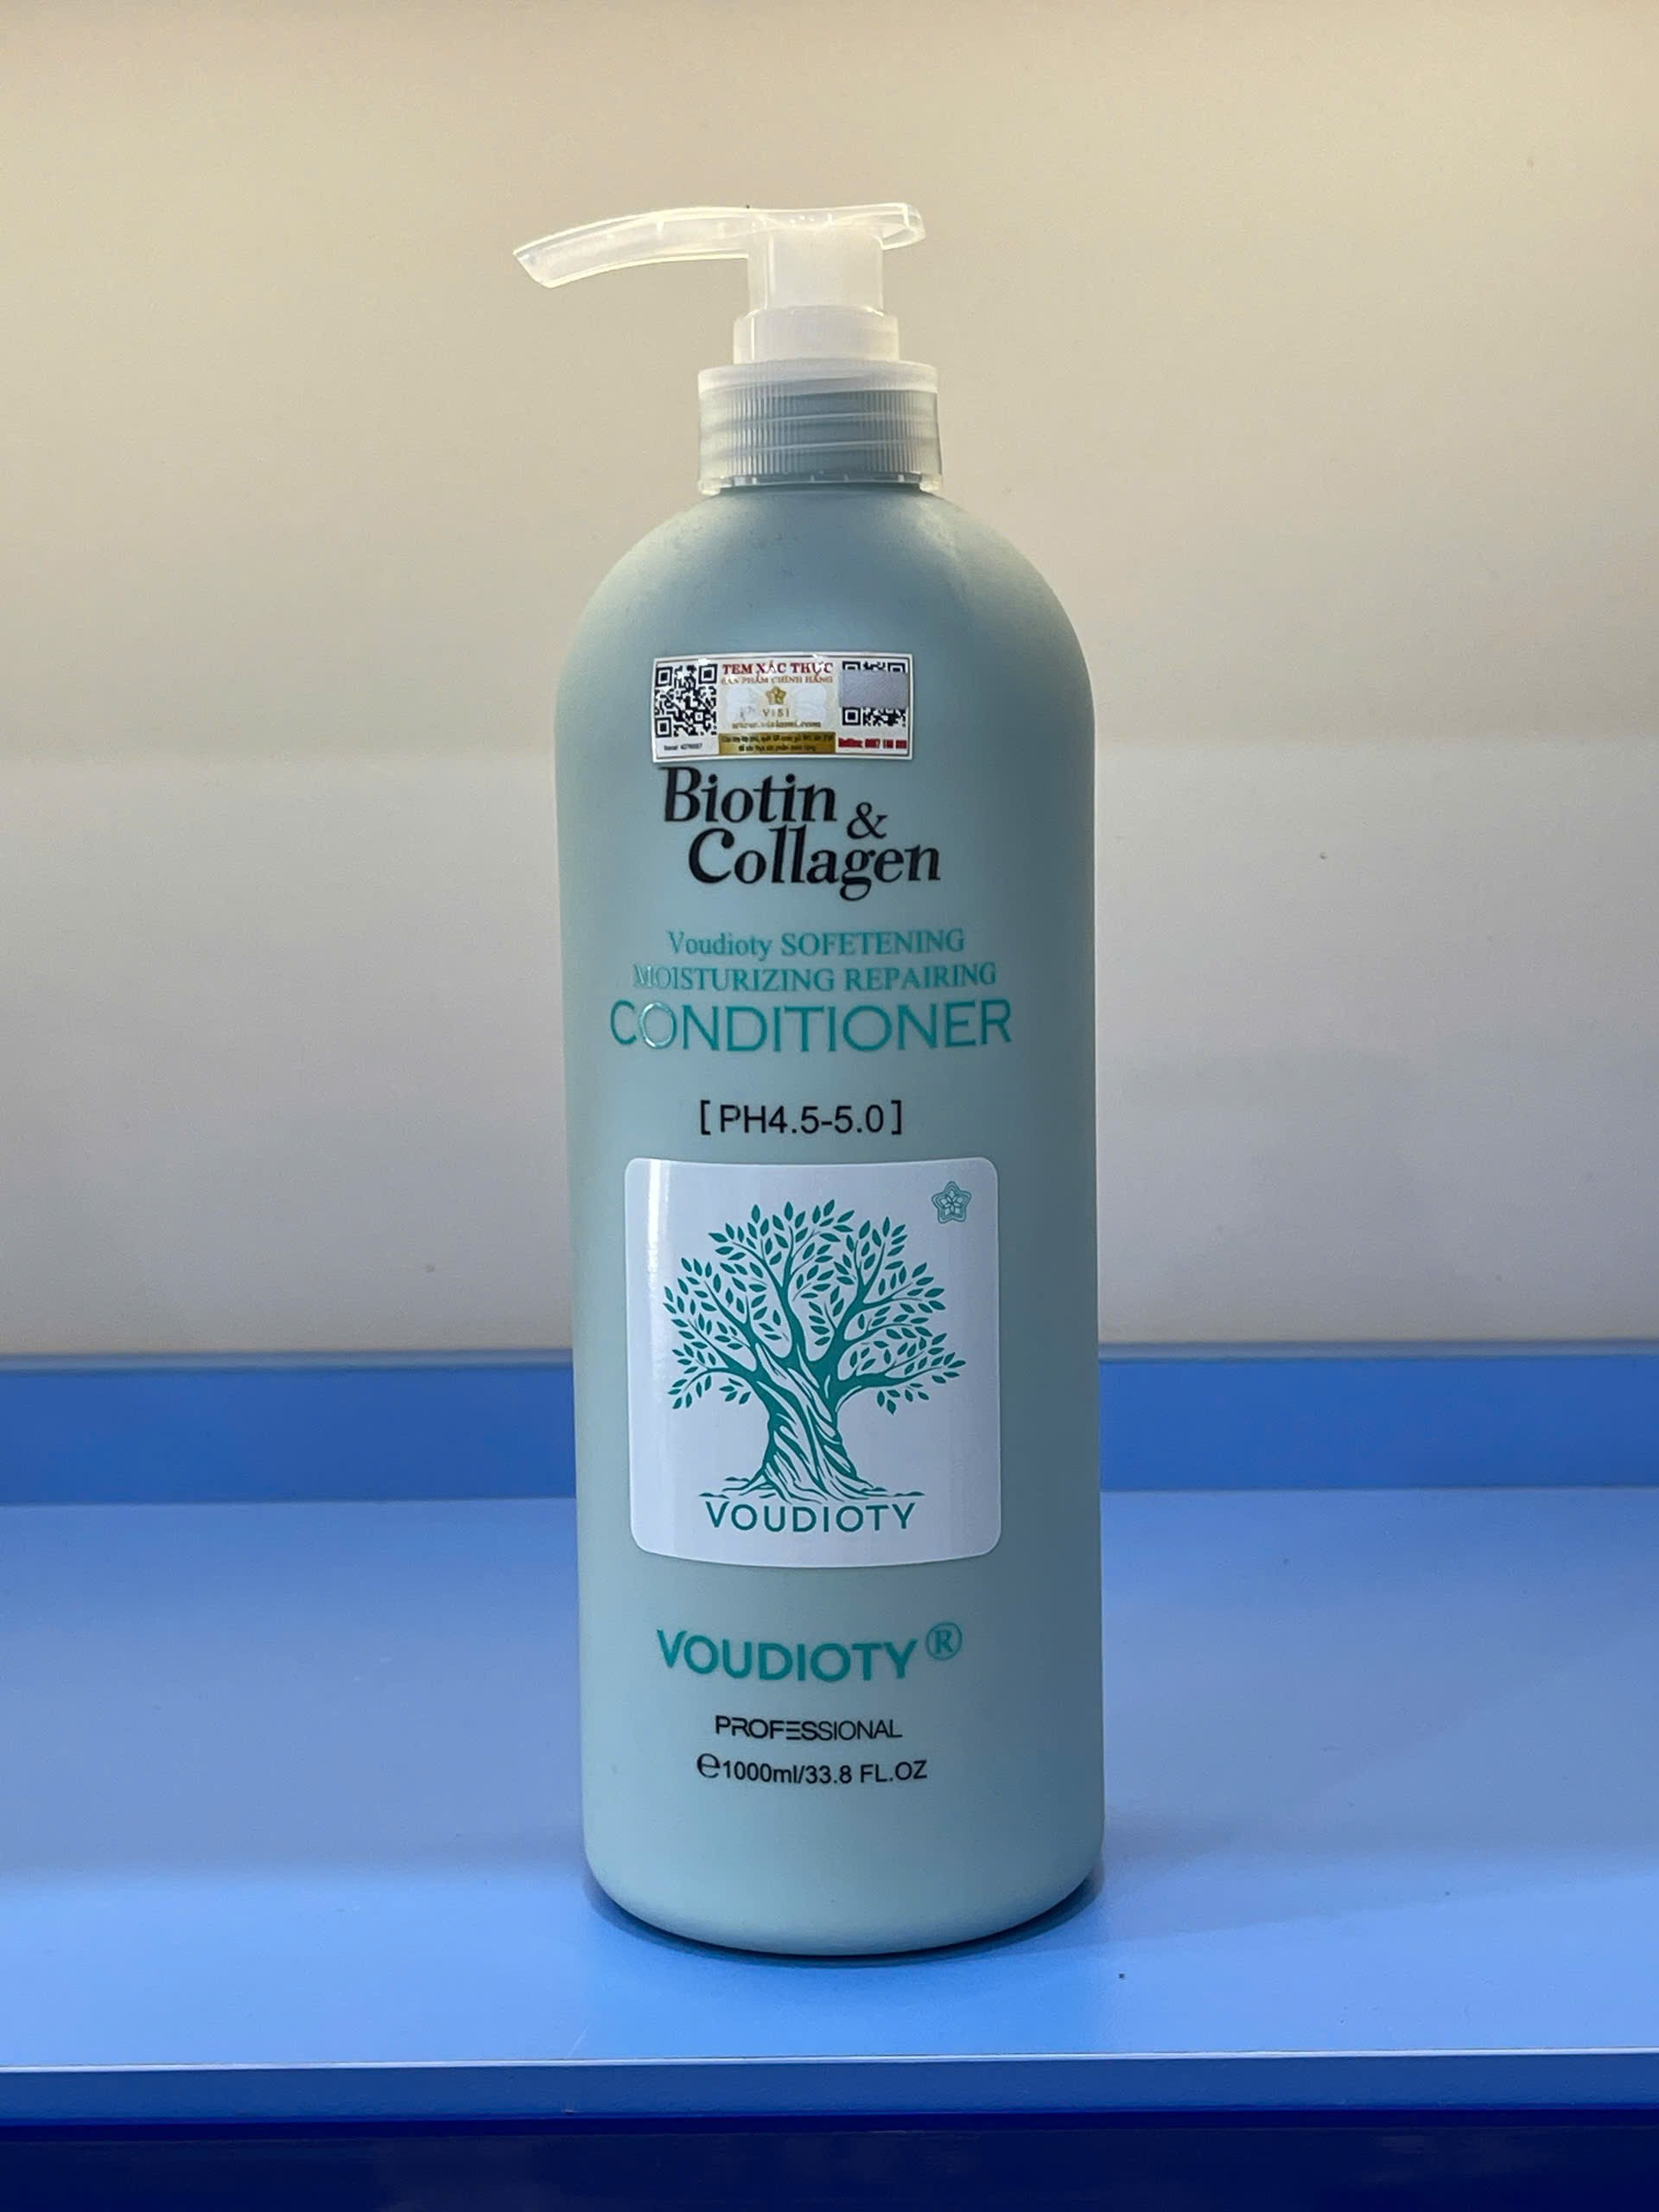 TEM XÁC THỰC
SẢN PHẨM CHÍNH HÃNG
VISI
Biotin &
Collagen
Voudioty SOFETENING
MOISTURIZING REPAIRING
CONDITIONER
[PH4.5-5.0]
VOUDIOTY
VOUDIOTY®
PROFESSIONAL
℮1000ml/33.8 FL.OZ